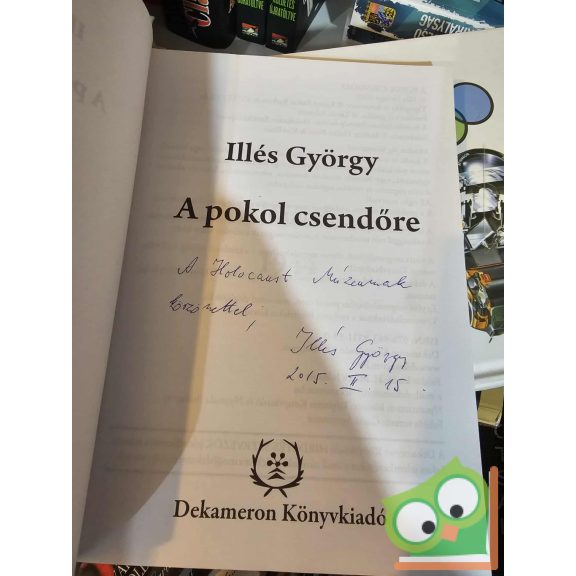 Illés György
A pokol csendőre
A Holocaust Múzeumnak
köszönettel,
Illés György
2015. II. 15.
Dekameron Könyvkiadó